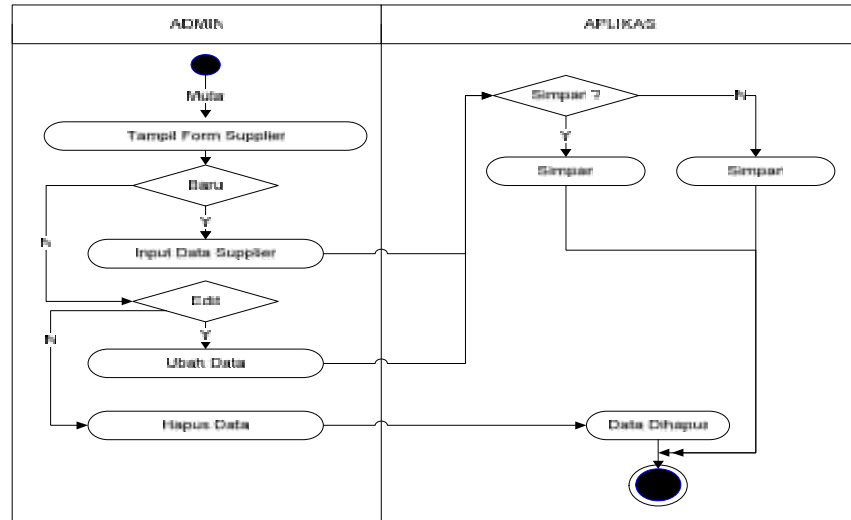 ADMIN
APLIKAS
Mula
Simpan ?
N
Tampil Form Supplier
Y
Simpan
Simpan
Baru
Y
N
Input Data Supplier
Edit
Y
N
Ubah Data
Hapus Data
Data Dihapus